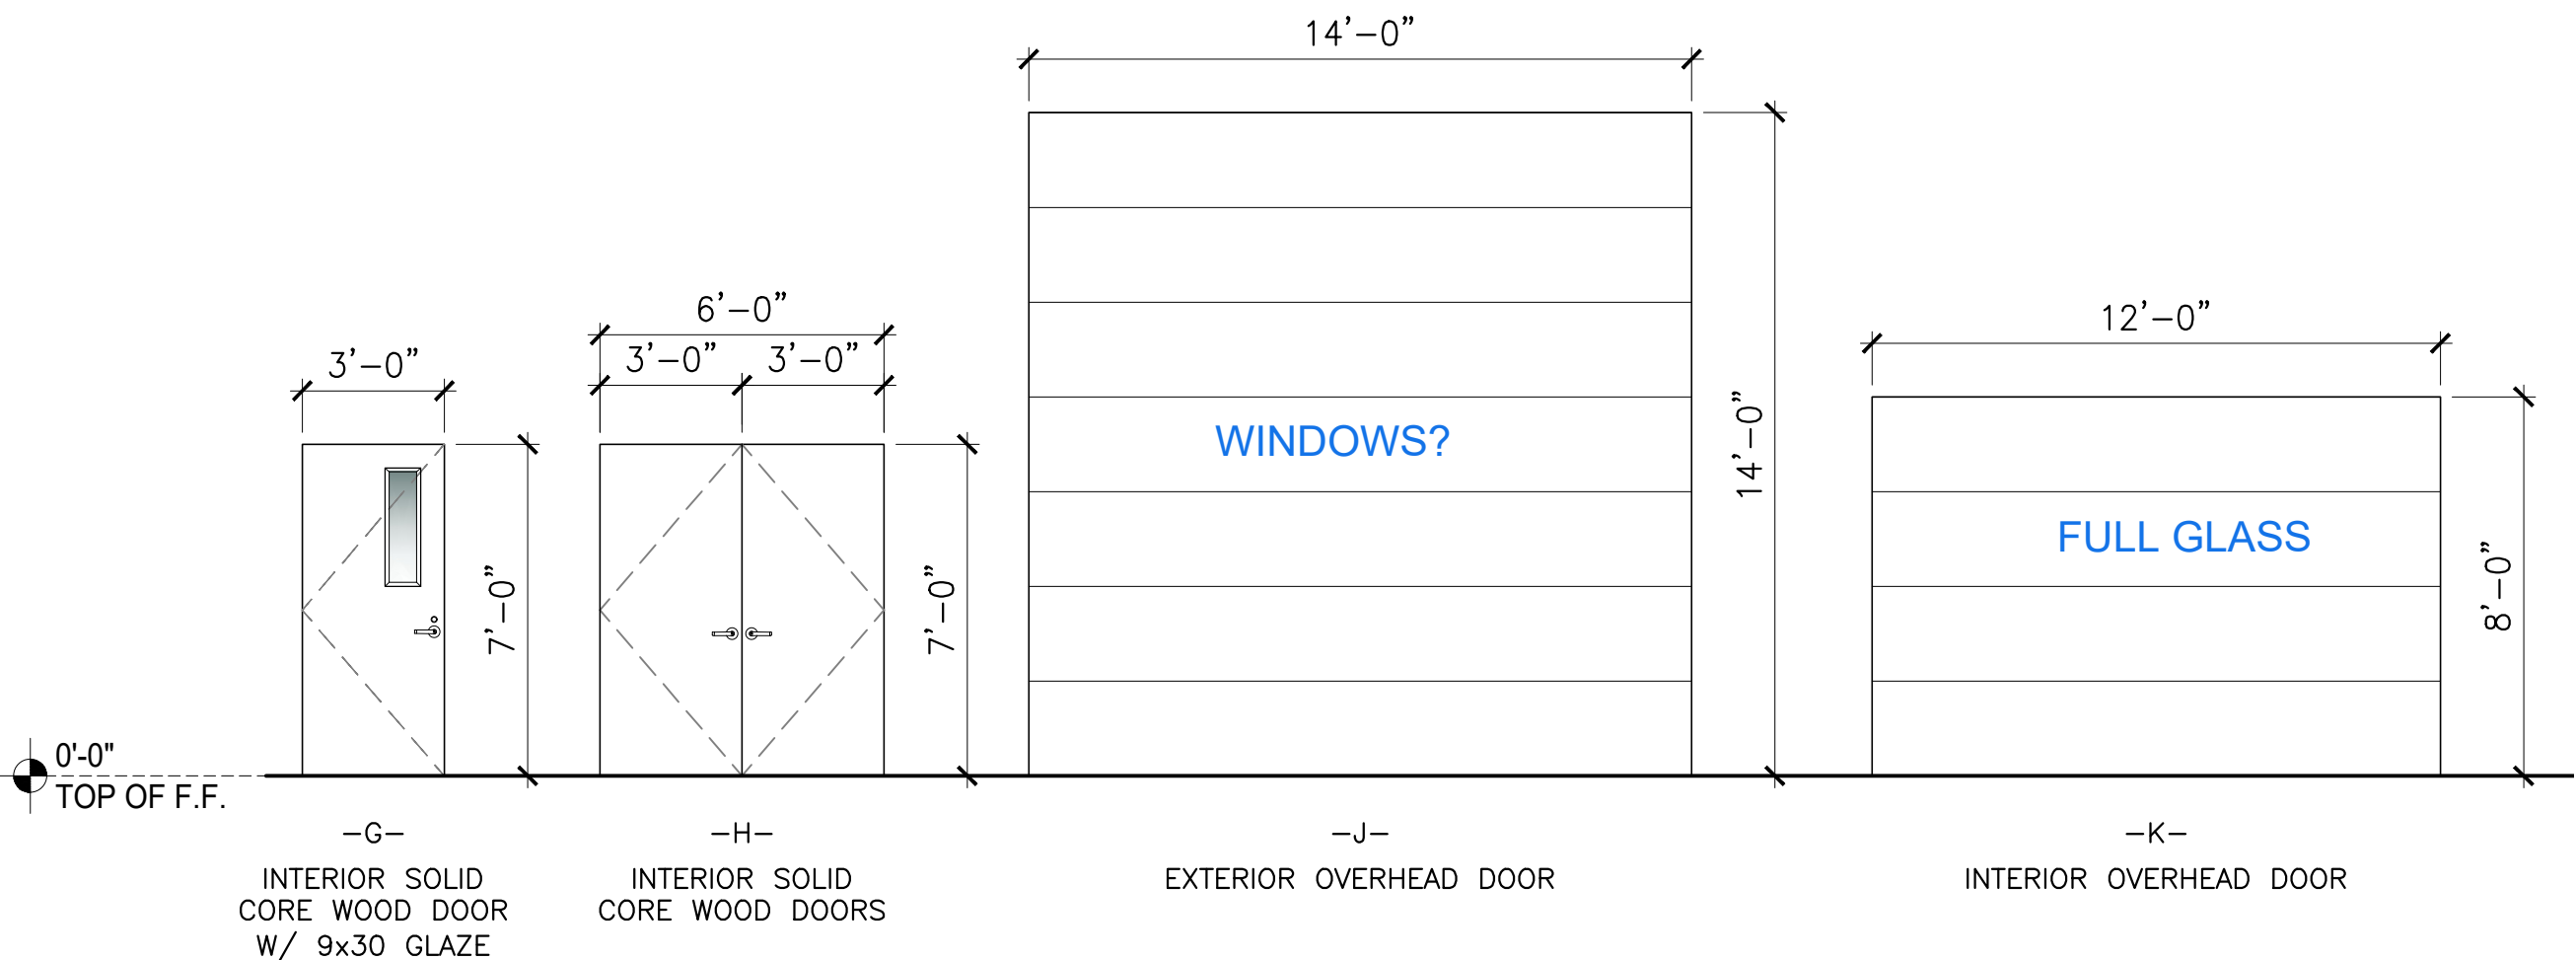 14'-0"
6'-0"
12'-0"
3'-0"
3'-0" 3'-0"
14'-0"
WINDOWS?
FULL GLASS
7'-0"
7'-0"
8'-0"
0'-0"
TOP OF F.F.
-G-
INTERIOR SOLID
CORE WOOD DOOR
W/ 9x30 GLAZE
-H-
INTERIOR SOLID
CORE WOOD DOORS
-J-
EXTERIOR OVERHEAD DOOR
-K-
INTERIOR OVERHEAD DOOR